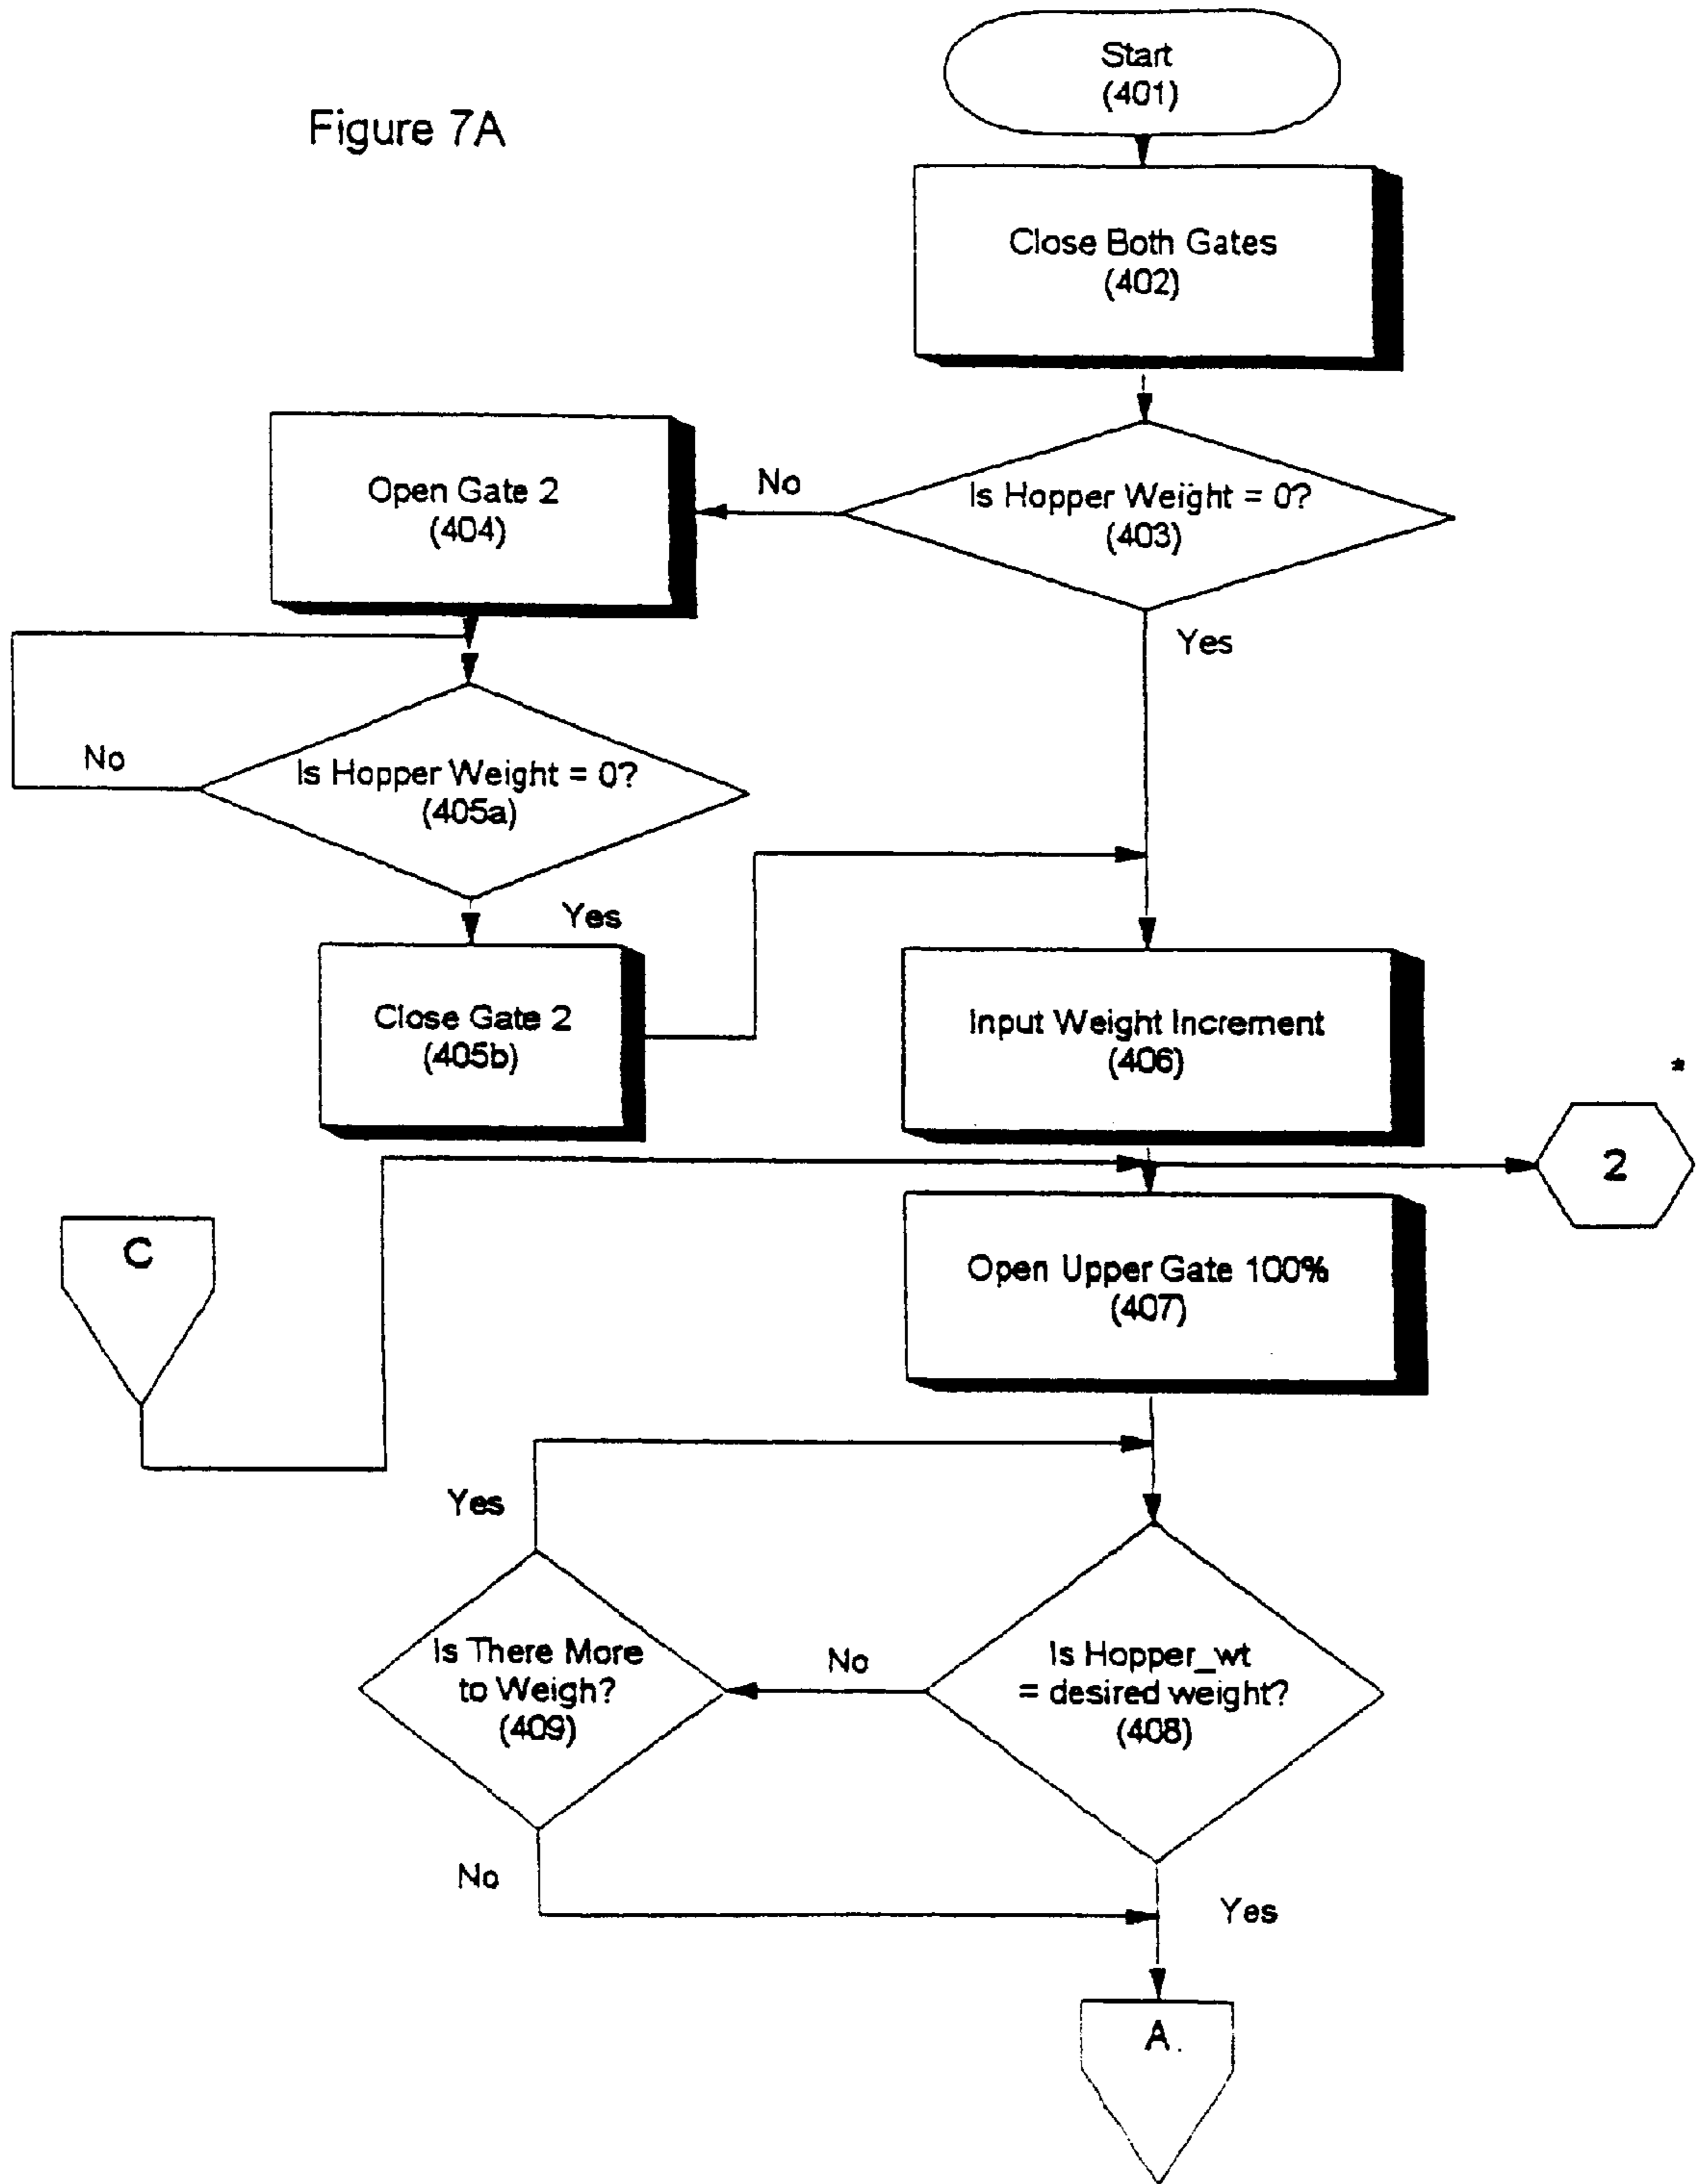 Figure 7A
Start
(401)
Close Both Gates
(402)
Is Hopper Weight = 0?
(403)
No
Yes
Open Gate 2
(404)
Is Hopper Weight = 0?
(405a)
No
Yes
Close Gate 2
(405b)
Input Weight Increment
(406)
*
2
C
Open Upper Gate 100%
(407)
Is Hopper_wt
= desired weight?
(408)
No
Yes
Is There More
to Weigh?
(409)
Yes
No
A